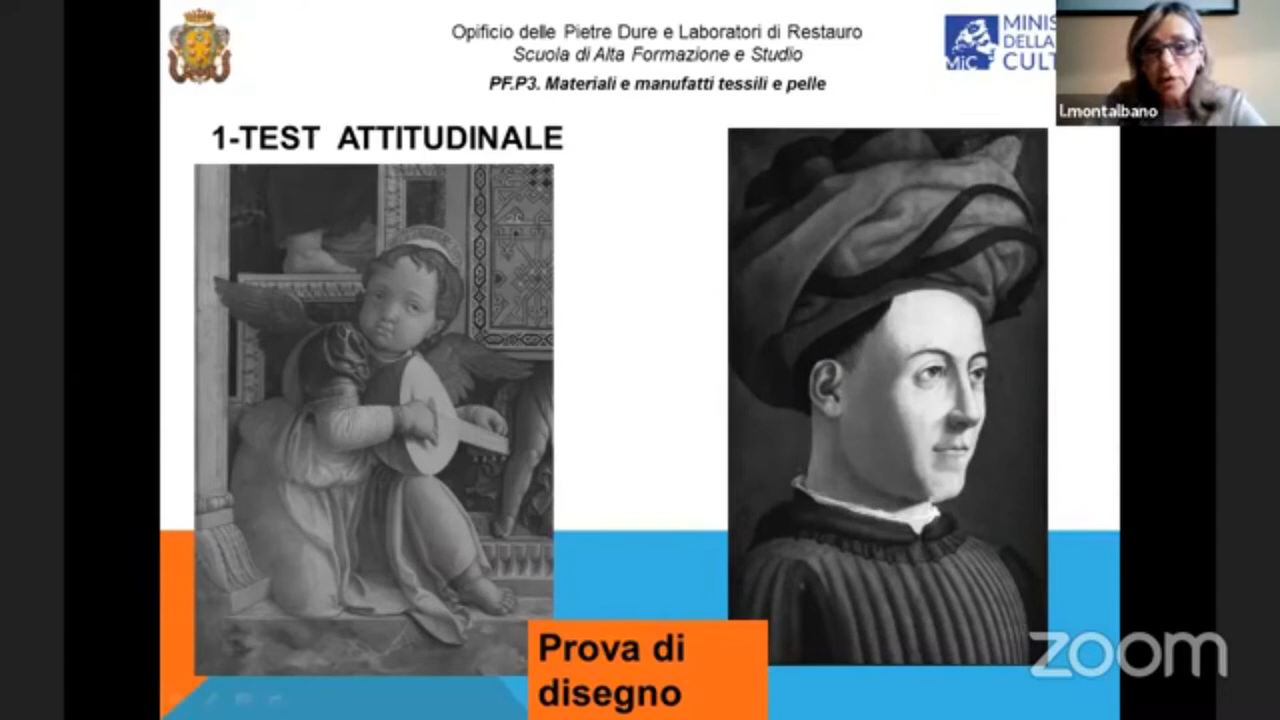 Opificio delle Pietre Dure e Laboratori di Restauro
Scuola di Alta Formazione e Studio
PF.P3. Materiali e manufatti tessili e pelle
MiC
MINIS
DELLA
CULT
l.montalbano
1-TEST ATTITUDINALE
Prova di
disegno
zoom